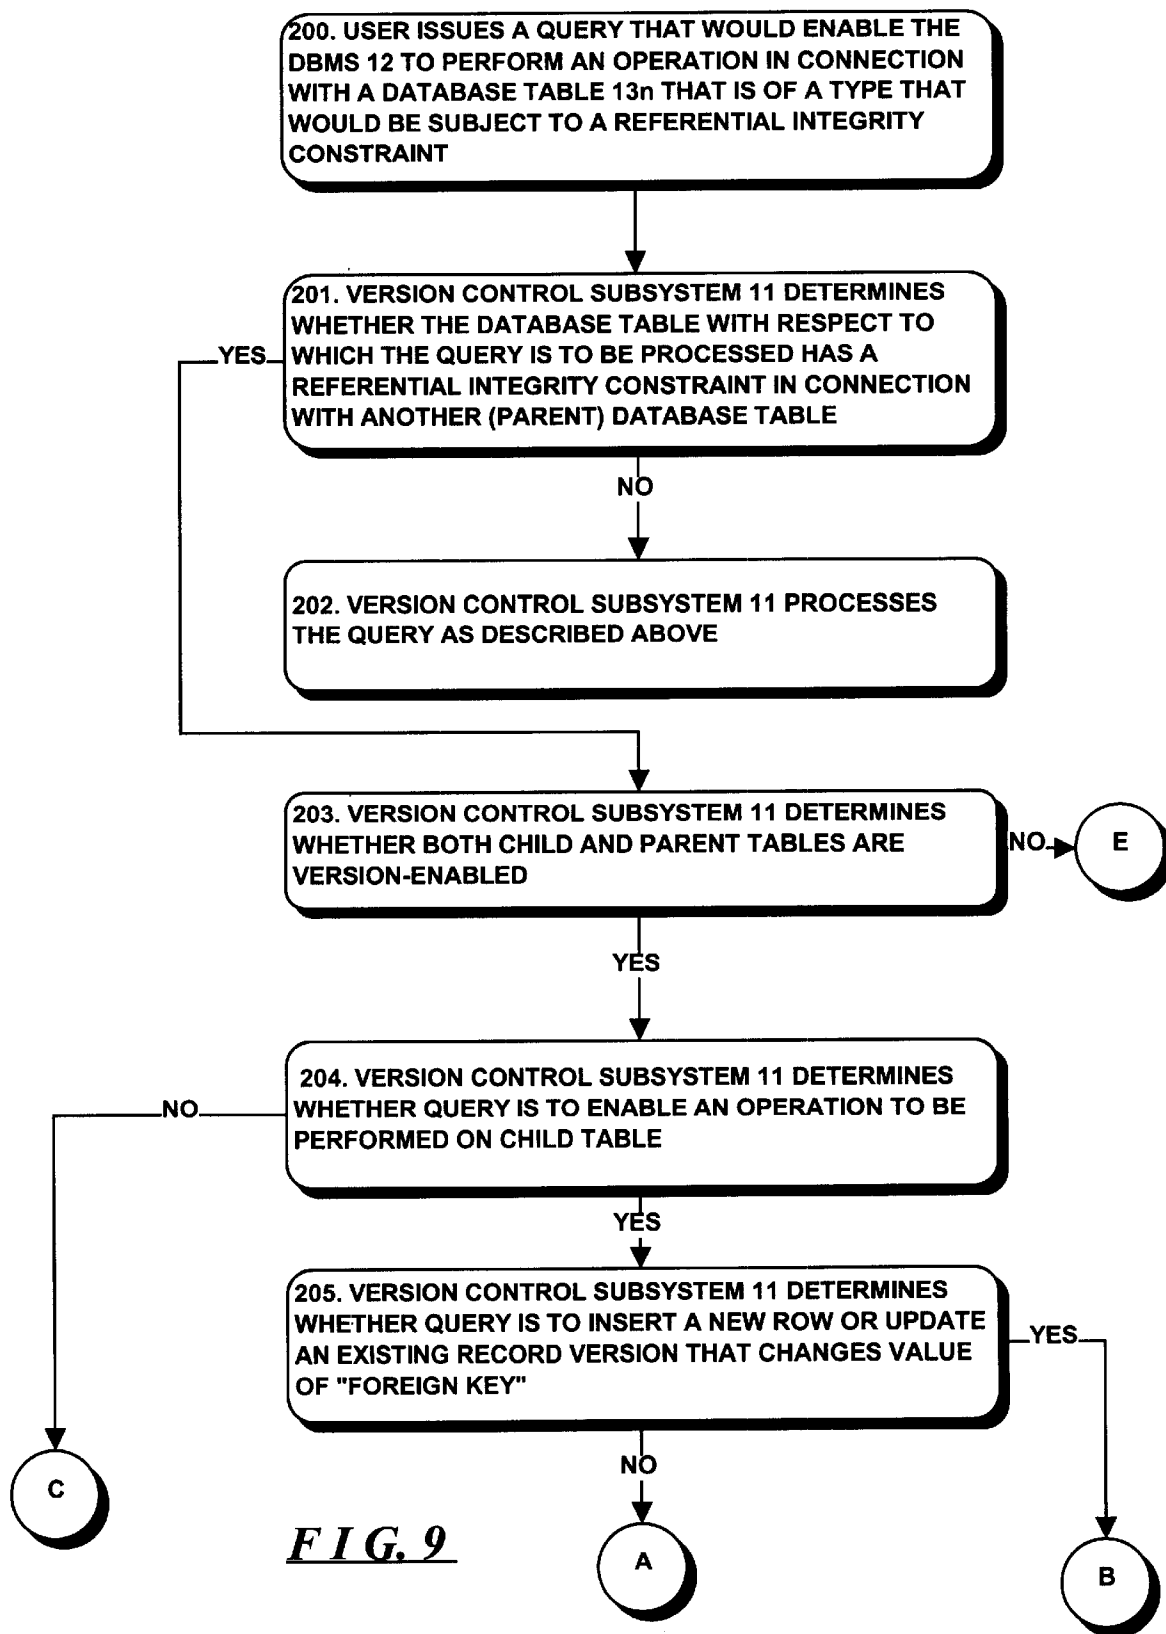 200. USER ISSUES A QUERY THAT WOULD ENABLE THE
DBMS 12 TO PERFORM AN OPERATION IN CONNECTION
WITH A DATABASE TABLE 13n THAT IS OF A TYPE THAT
WOULD BE SUBJECT TO A REFERENTIAL INTEGRITY
CONSTRAINT
201. VERSION CONTROL SUBSYSTEM 11 DETERMINES
WHETHER THE DATABASE TABLE WITH RESPECT TO
WHICH THE QUERY IS TO BE PROCESSED HAS A
REFERENTIAL INTEGRITY CONSTRAINT IN CONNECTION
WITH ANOTHER (PARENT) DATABASE TABLE
YES
NO
202. VERSION CONTROL SUBSYSTEM 11 PROCESSES
THE QUERY AS DESCRIBED ABOVE
203. VERSION CONTROL SUBSYSTEM 11 DETERMINES
WHETHER BOTH CHILD AND PARENT TABLES ARE
VERSION-ENABLED
NO
E
YES
204. VERSION CONTROL SUBSYSTEM 11 DETERMINES
WHETHER QUERY IS TO ENABLE AN OPERATION TO BE
PERFORMED ON CHILD TABLE
NO
YES
205. VERSION CONTROL SUBSYSTEM 11 DETERMINES
WHETHER QUERY IS TO INSERT A NEW ROW OR UPDATE
AN EXISTING RECORD VERSION THAT CHANGES VALUE
OF "FOREIGN KEY"
YES
NO
C
A
B
FIG. 9